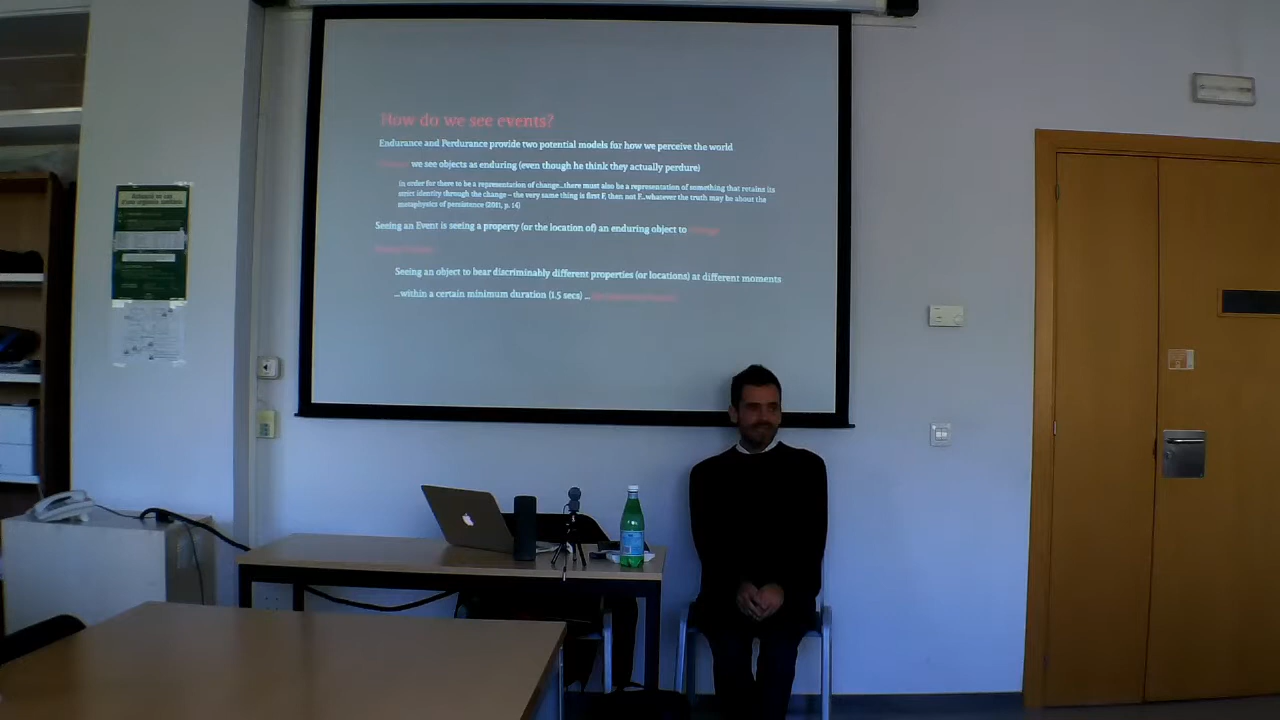 How do we see events?
Endurance and Perdurance provide two potential models for how we perceive the world
we see objects as enduring (even though he think they actually perdure)
(in order for there to be a representation of change...there must also be a representation of something that retains its
strict identity through the change – the very same thing is first F, then not F...whatever the truth may be about the
metaphysics of persistence (2011, p. 14)
Seeing an Event is seeing a property (or the location of) an enduring object to
Seeing an object to bear discriminably different properties (or locations) at different moments
...within a certain minimum duration (1.5 secs) ...